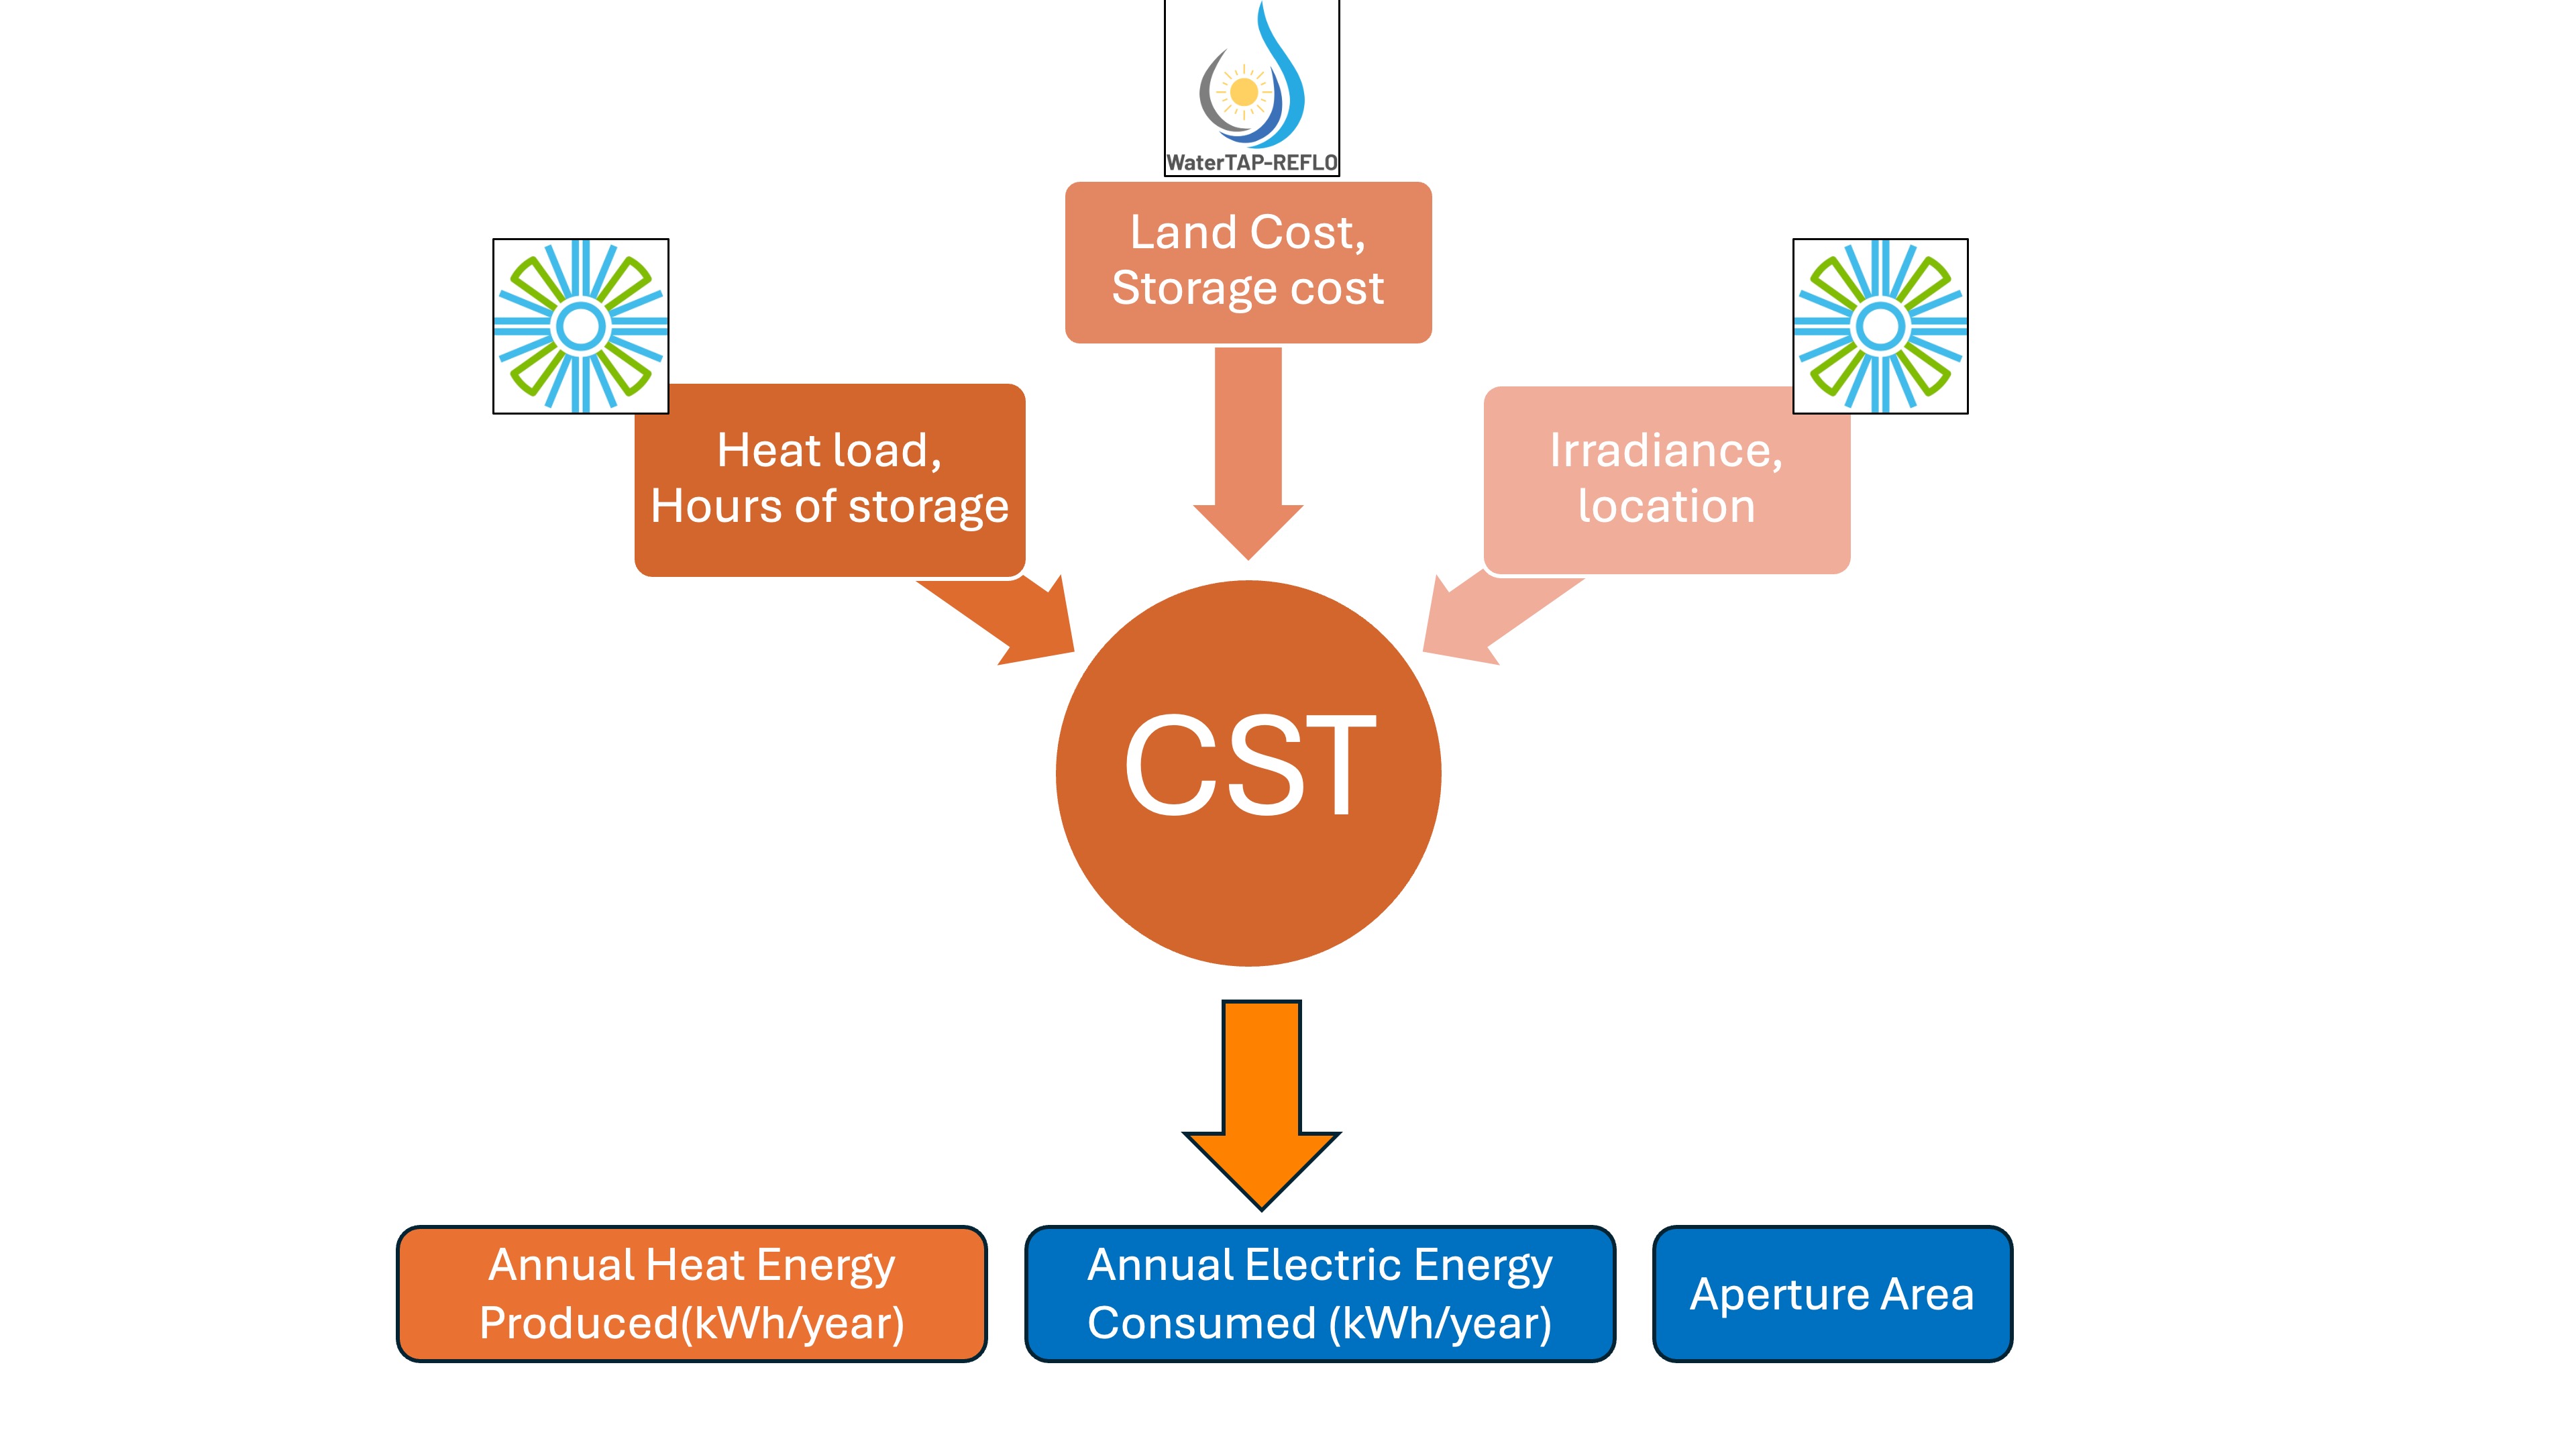 WaterTAP-REFLO
Land Cost,
Storage cost
Heat load,
Hours of storage
Irradiance,
location
CST
Annual Heat Energy
Produced(kWh/year)
Annual Electric Energy
Consumed (kWh/year)
Aperture Area